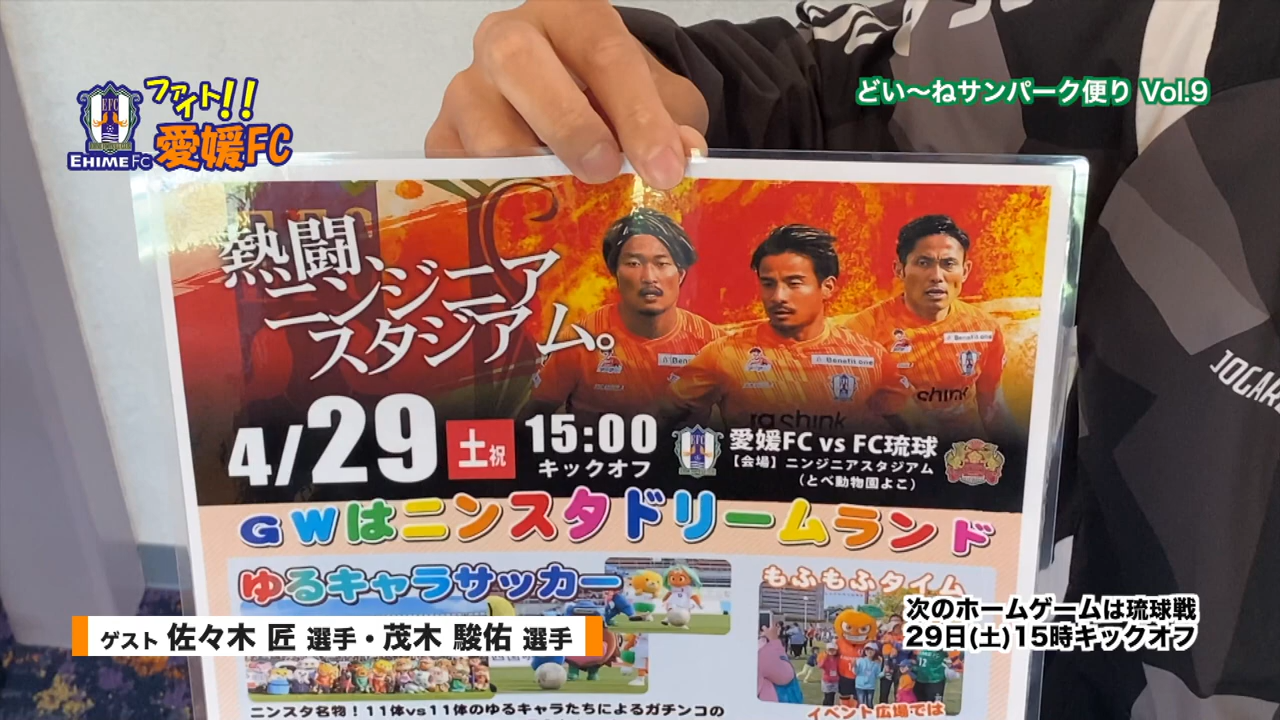 ファイト!!
愛媛FC
EFC
EHIME FC
どい〜ねサンパーク便り Vol.9
熱闘、
ニンジニア
スタジアム。
Benefit one
Benefit one
shink
JOGAR
4/29 土祝 15:00
キックオフ
愛媛FC vs FC琉球
【会場】ニンジニアスタジアム
(とべ動物園よこ)
GWはニンスタドリームランド
ゆるキャラサッカー
もふもふタイム
次のホームゲームは琉球戦
29日(土)15時キックオフ
ゲスト 佐々木 匠 選手・茂木 駿佑 選手
ニンスタ名物!11体vs11体のゆるキャラたちによるガチンコの
イベント広場では